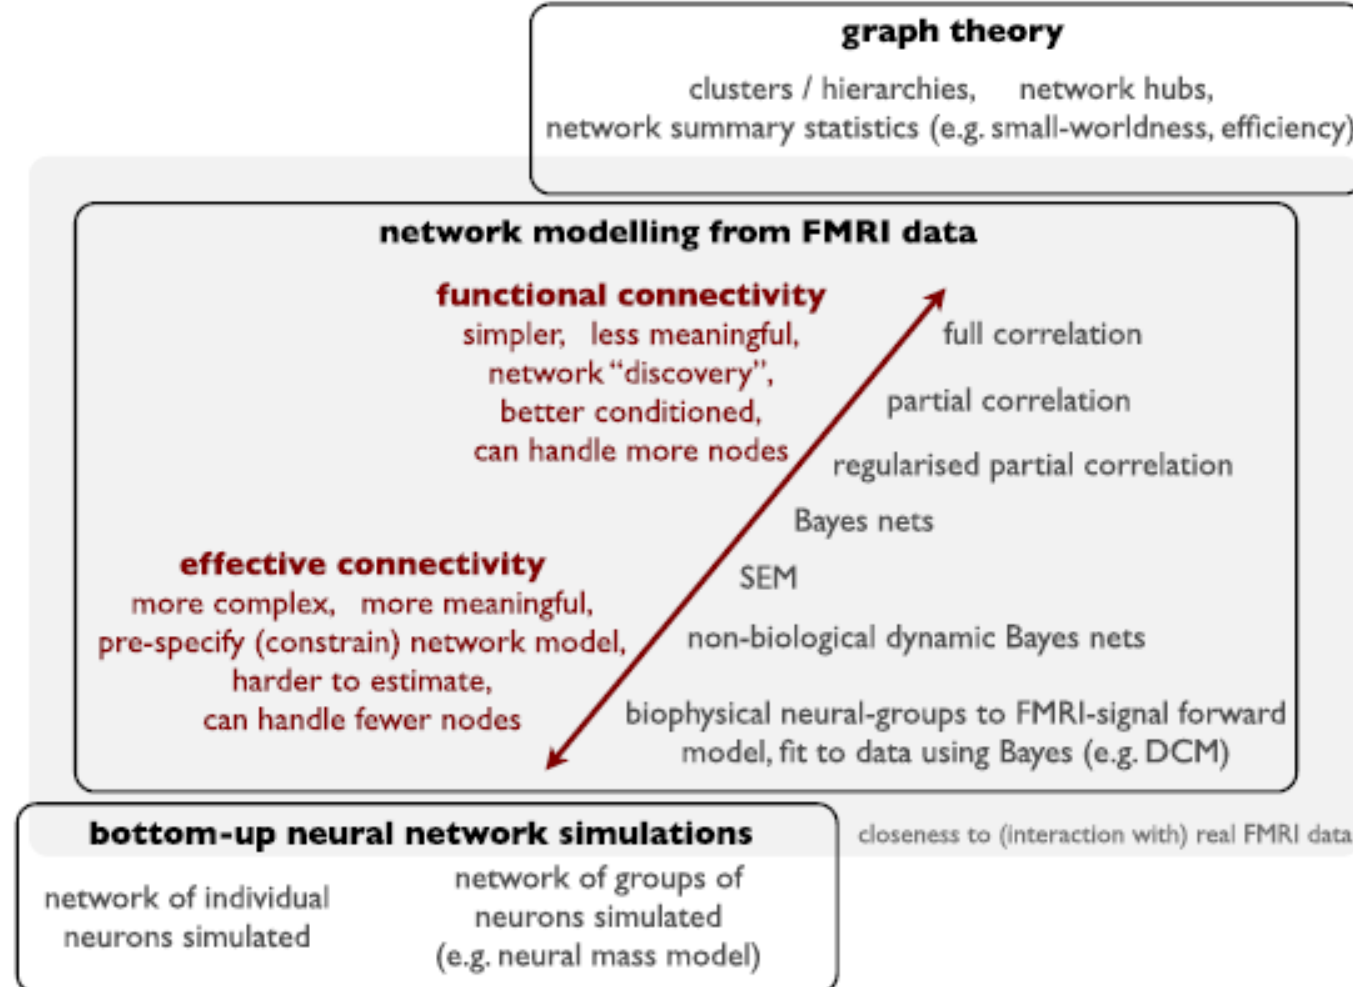 graph theory
clusters / hierarchies, network hubs,
network summary statistics (e.g. small-worldness, efficiency)
network modelling from FMRI data
functional connectivity
simpler, less meaningful,
network “discovery”,
better conditioned,
can handle more nodes
full correlation
partial correlation
regularised partial correlation
Bayes nets
SEM
non-biological dynamic Bayes nets
biophysical neural-groups to FMRI-signal forward
model, fit to data using Bayes (e.g. DCM)
effective connectivity
more complex, more meaningful,
pre-specify (constrain) network model,
harder to estimate,
can handle fewer nodes
bottom-up neural network simulations
network of individual
neurons simulated
network of groups of
neurons simulated
(e.g. neural mass model)
closeness to (interaction with) real FMRI data